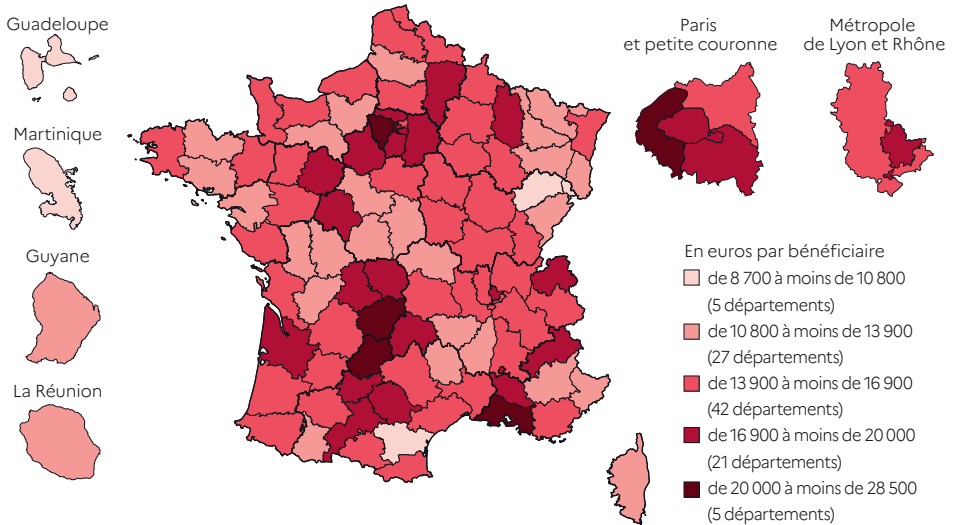 Guadeloupe
Martinique
Guyane
La Réunion
Paris
et petite couronne
Métropole
de Lyon et Rhône
En euros par bénéficiaire
de 8 700 à moins de 10 800
(5 départements)
de 10 800 à moins de 13 900
(27 départements)
de 13 900 à moins de 16 900
(42 départements)
de 16 900 à moins de 20 000
(21 départements)
de 20 000 à moins de 28 500
(5 départements)